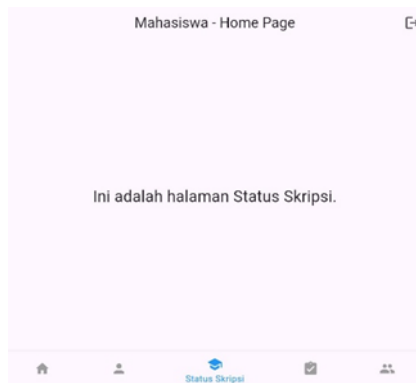 Mahasiswa - Home Page
Ini adalah halaman Status Skripsi.
Status Skripsi